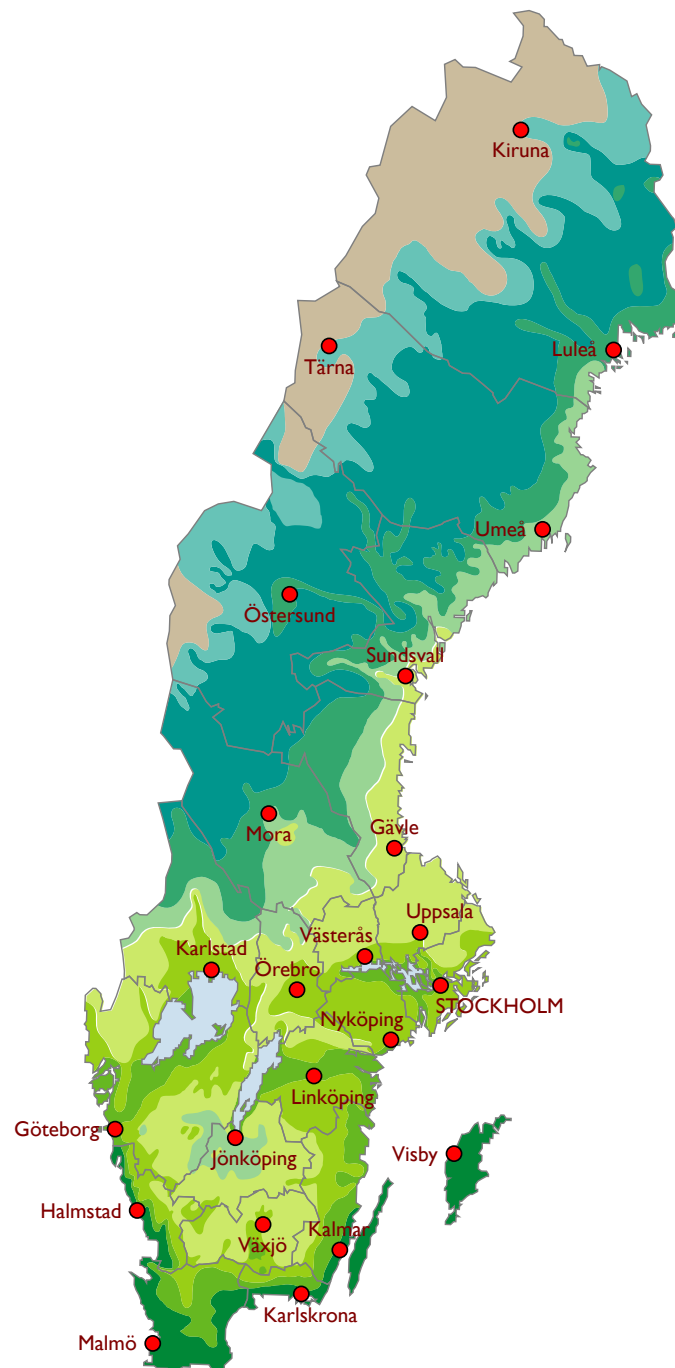 Kiruna
Tärna
Luleå
Umeå
Östersund
Sundsvall
Mora
Gävle
Uppsala
Västerås
Karlstad
Örebro
STOCKHOLM
Nyköping
Linköping
Göteborg
Jönköping
Visby
Halmstad
Växjö
Kalmar
Karlskrona
Malmö